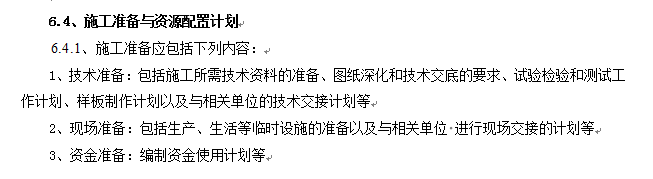 6.4、施工准备与资源配置计划
6.4.1、施工准备应包括下列内容：
1、技术准备：包括施工所需技术资料的准备、图纸深化和技术交底的要求、试验检验和测试工
作计划、样板制作计划以及与相关单位的技术交接计划等
2、现场准备：包括生产、生活等临时设施的准备以及与相关单位 进行现场交接的计划等
3、资金准备：编制资金使用计划等